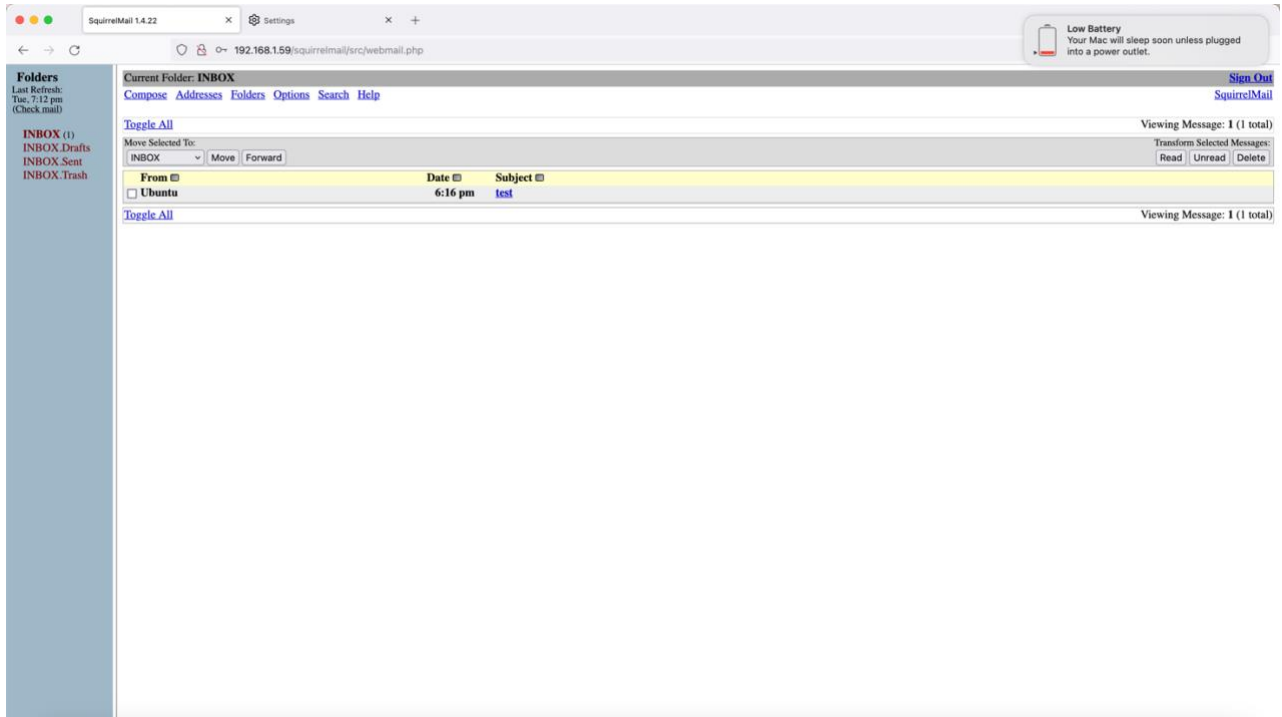 SquirrelMail 1.4.22
Settings
Low Battery
Your Mac will sleep soon unless plugged
into a power outlet.
192.168.1.59/squirrelmail/src/webmail.php
Folders
Last Refresh:
Tue, 7:12 pm
(Check mail)
INBOX (1)
INBOX.Drafts
INBOX.Sent
INBOX.Trash
Current Folder: INBOX
Sign Out
Compose Addresses Folders Options Search Help
SquirrelMail
Toggle All
Viewing Message: 1 (1 total)
Move Selected To:
Transform Selected Messages:
INBOX Move Forward
Read Unread Delete
From Date Subject
Ubuntu 6:16 pm test
Toggle All
Viewing Message: 1 (1 total)